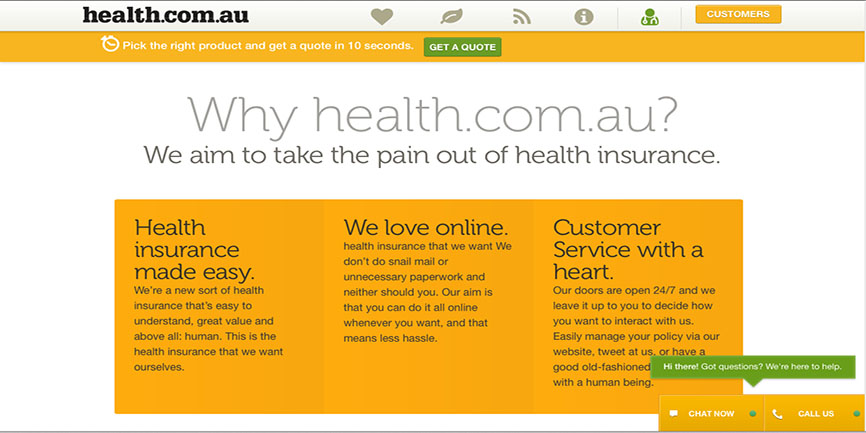 health.com.au
CUSTOMERS
Pick the right product and get a quote in 10 seconds.
GET A QUOTE
Why health.com.au?
We aim to take the pain out of health insurance.
Health
insurance
made easy.
We're a new sort of health
insurance that's easy to
understand, great value and
above all: human. This is the
health insurance that we want
ourselves.
We love online.
health insurance that we want We
don't do snail mail or
unnecessary paperwork and
neither should you. Our aim is
that you can do it all online
whenever you want, and that
means less hassle.
Customer
Service with a
heart.
Our doors are open 24/7 and we
leave it up to you to decide how
you want to interact with us.
Easily manage your policy via our
website, tweet at us, or have a
good old-fashioned
with a human being.
Hi there! Got questions? We're here to help.
CHAT NOW
CALL US